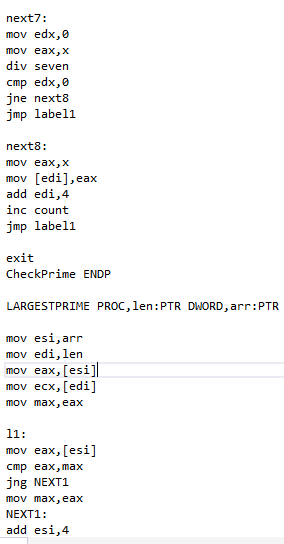 next7:
mov edx,0
mov eax,x
div seven
cmp edx,0
jne next8
jmp label1
next8:
mov eax,x
mov [edi],eax
add edi,4
inc count
jmp label1
exit
CheckPrime ENDP
LARGESTPRIME PROC,len:PTR DWORD,arr:PTR
mov esi,arr
mov edi,len
mov eax,[esi]
mov ecx,[edi]
mov max,eax
l1:
mov eax,[esi]
cmp eax,max
jng NEXT1
mov max,eax
NEXT1:
add esi,4